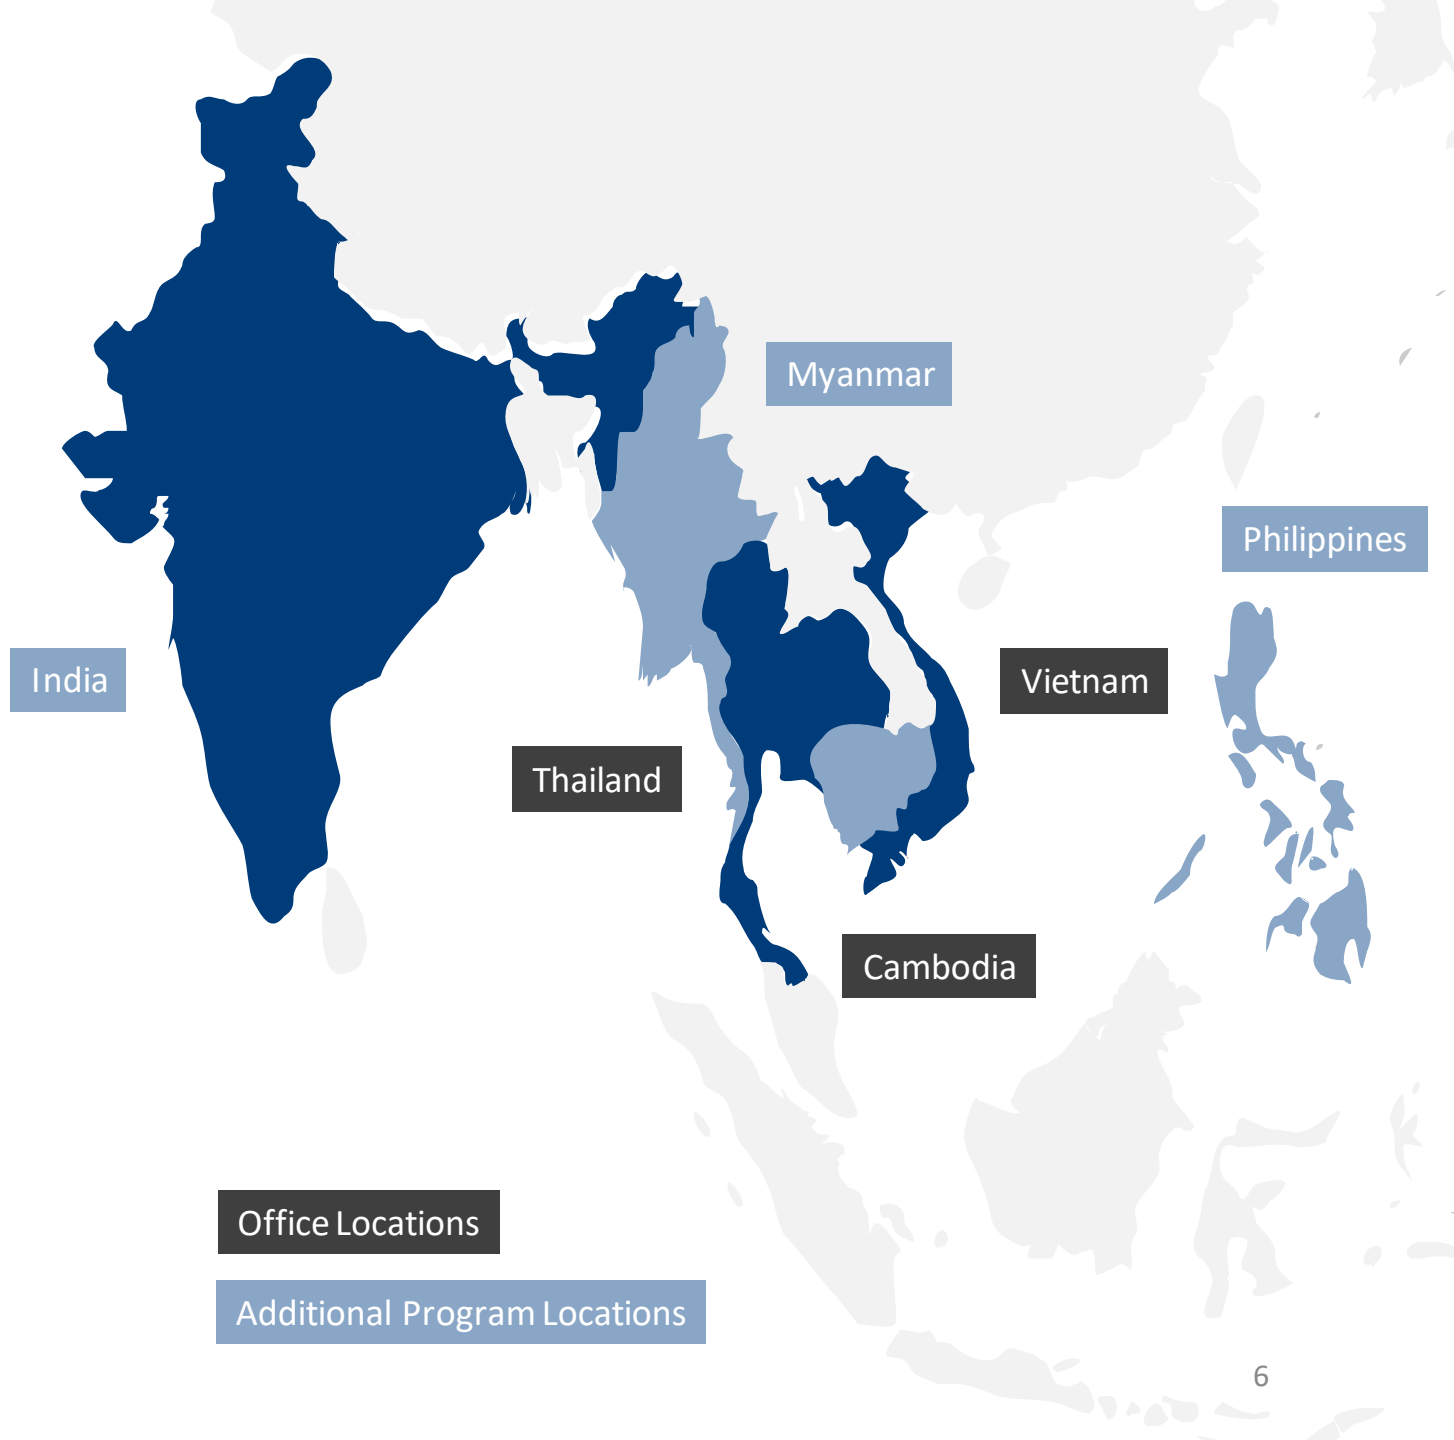 Myanmar
Philippines
India
Vietnam
Thailand
Cambodia
Office Locations
Additional Program Locations
6